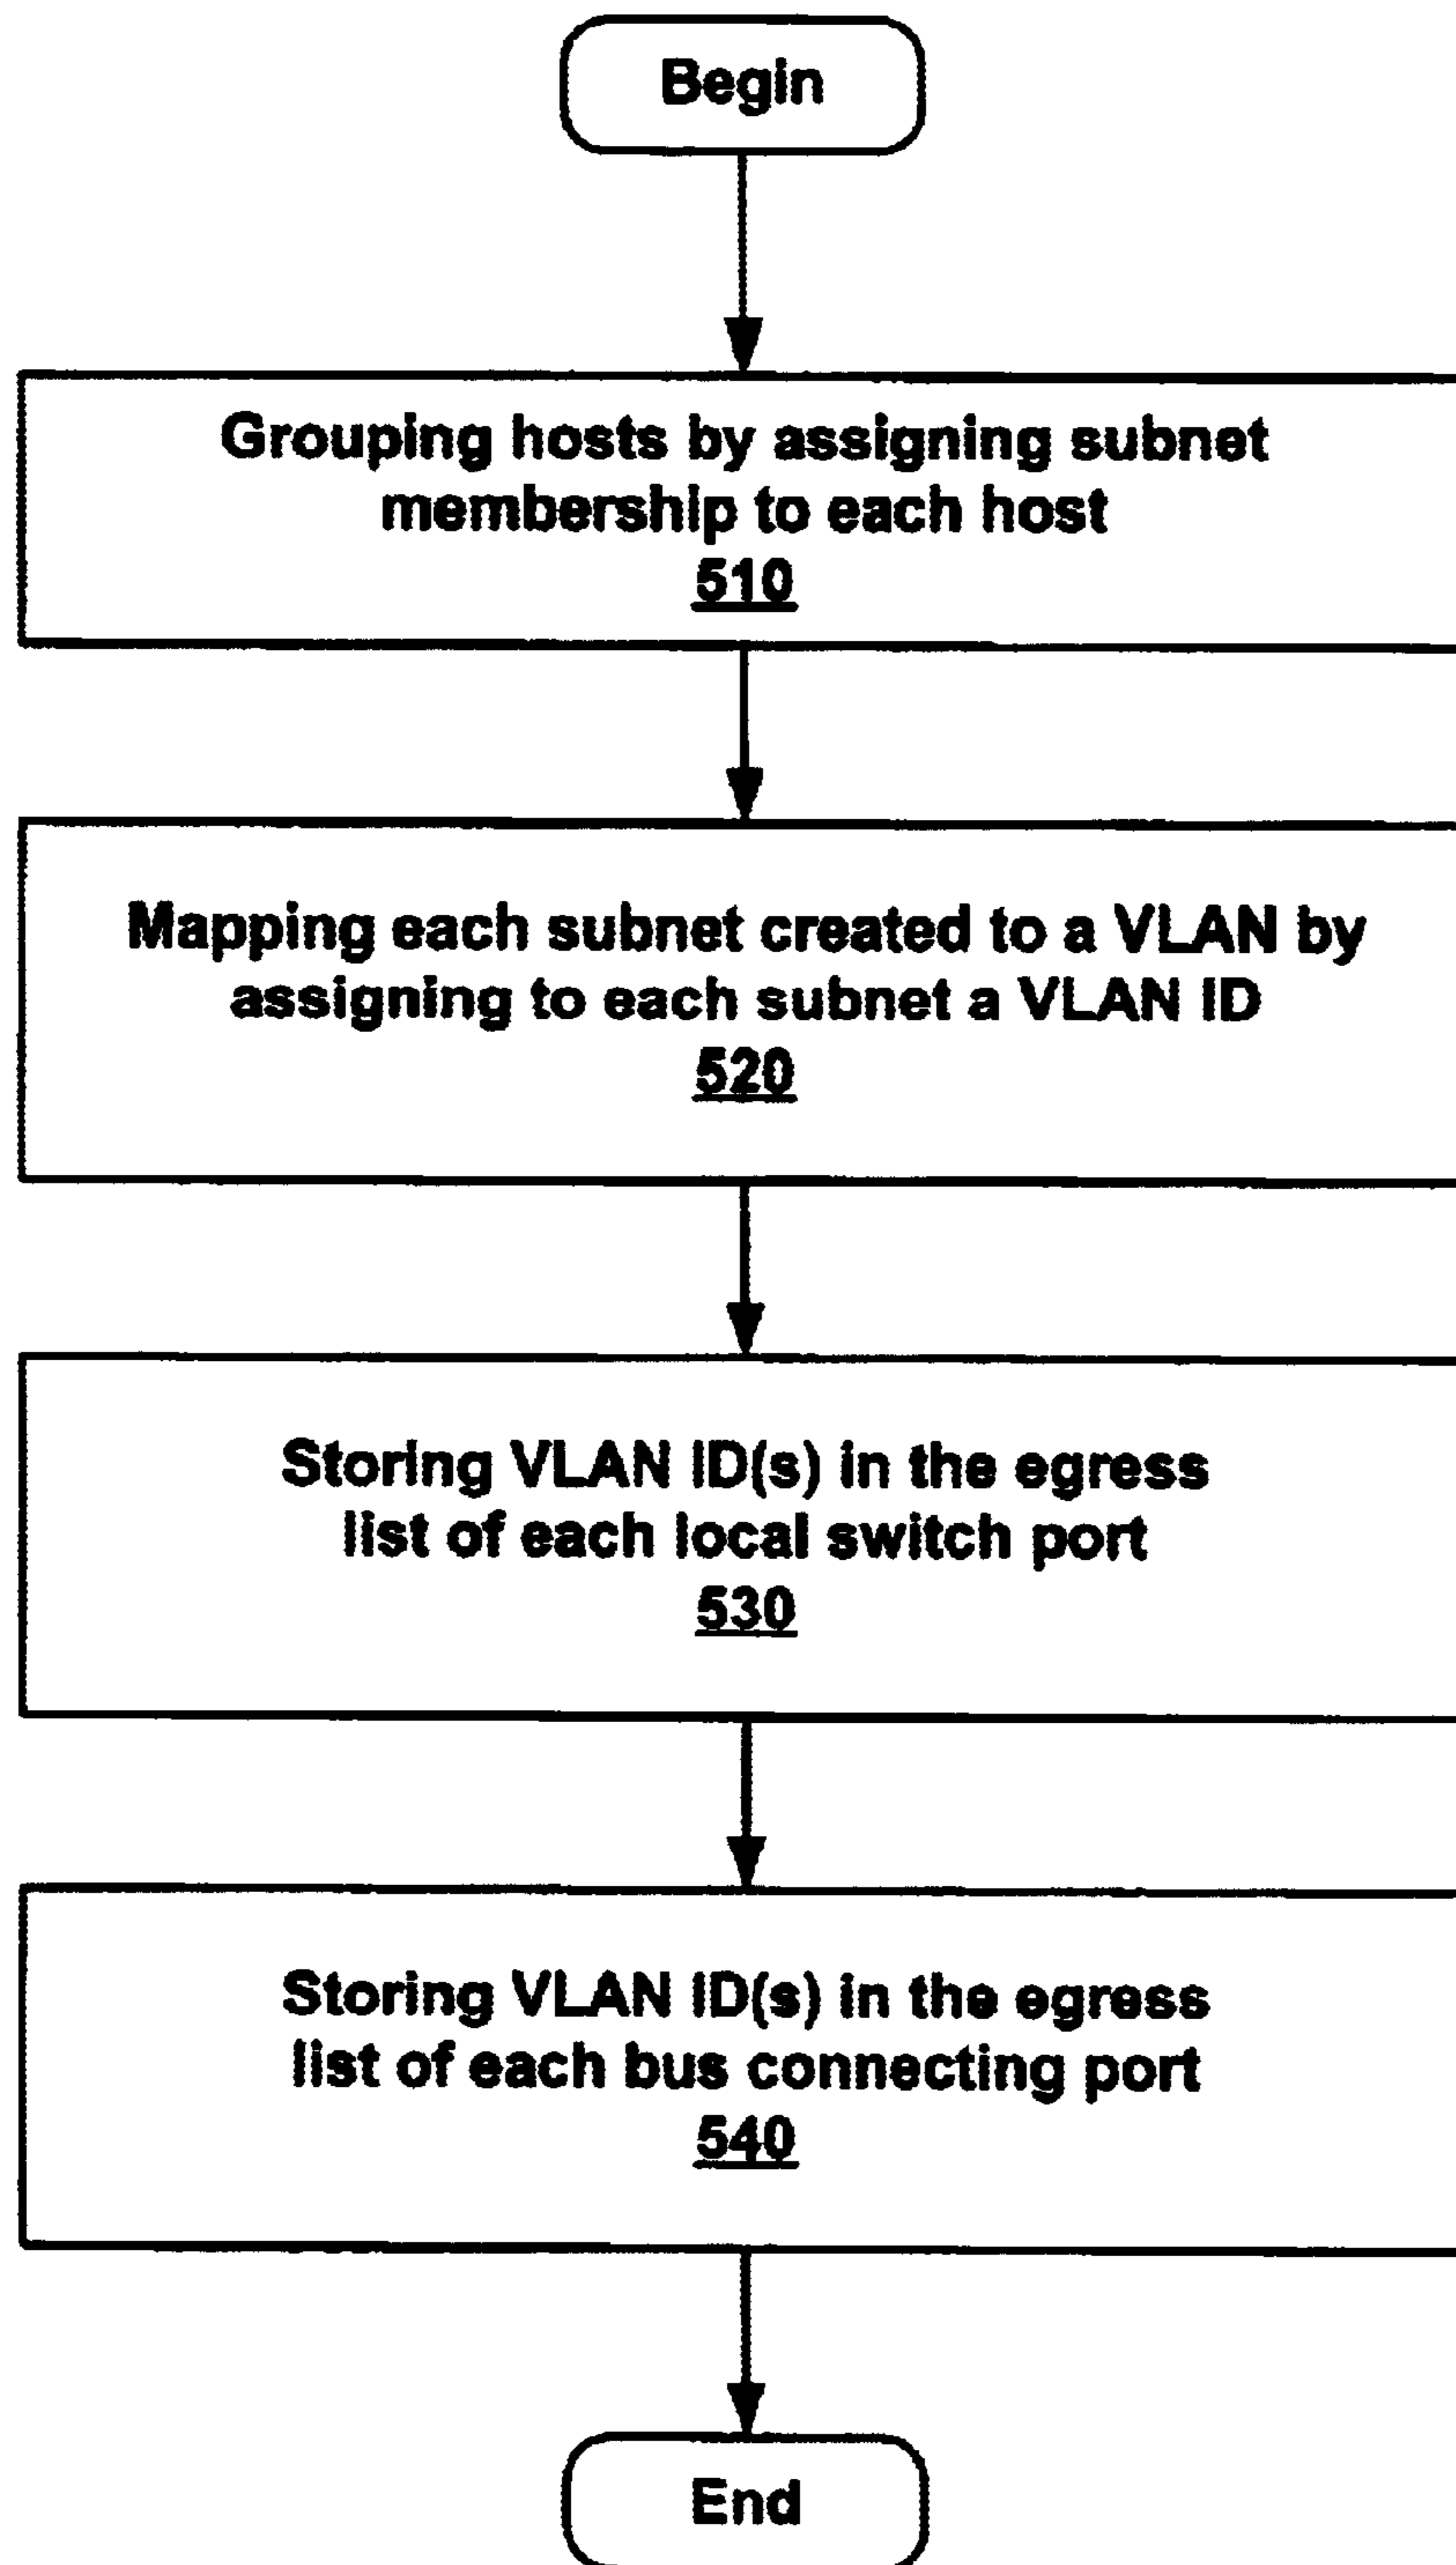 Begin
Grouping hosts by assigning subnet
membership to each host
510
Mapping each subnet created to a VLAN by
assigning to each subnet a VLAN ID
520
Storing VLAN ID(s) in the egress
list of each local switch port
530
Storing VLAN ID(s) in the egress
list of each bus connecting port
540
End